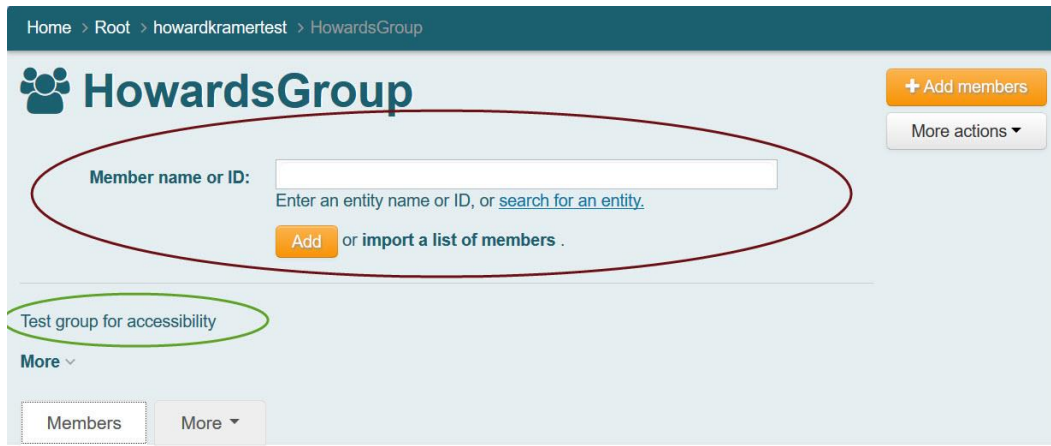 Home > Root > howardkramertest > HowardsGroup
HowardsGroup
+ Add members
More actions
Member name or ID:
Enter an entity name or ID, or search for an entity.
Add or import a list of members .
Test group for accessibility
More
Members More